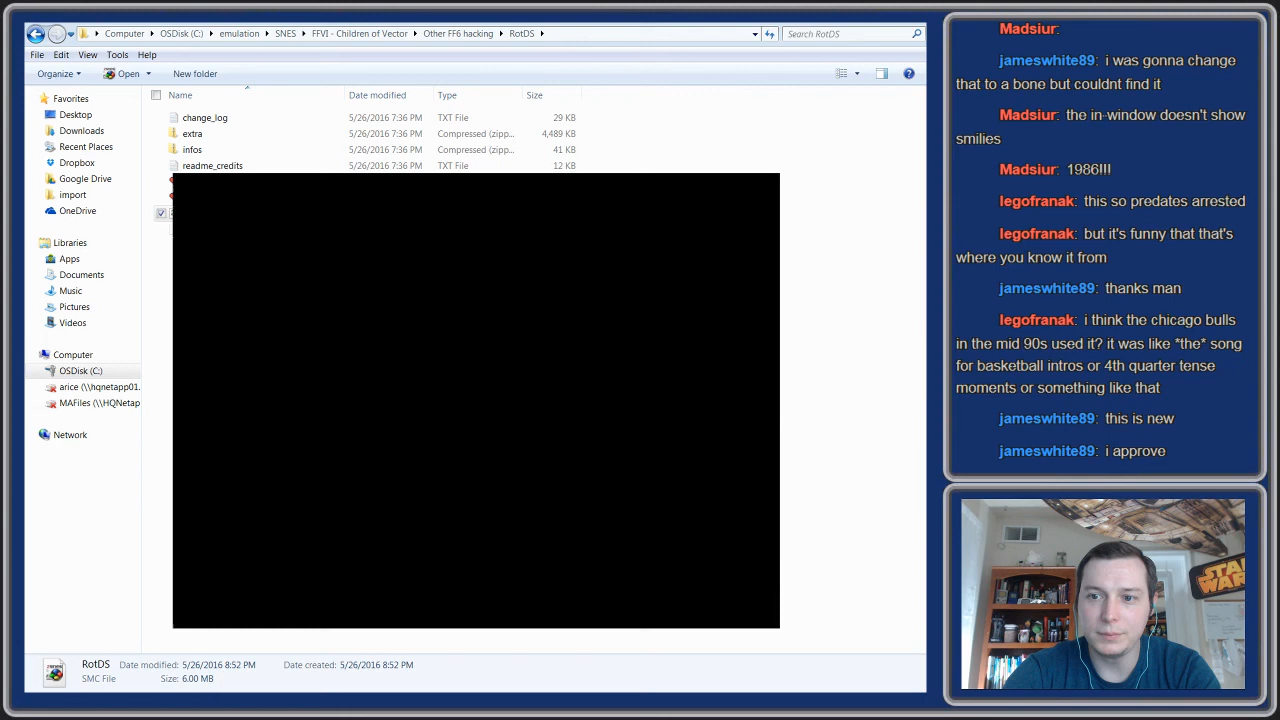 Computer OSDisk (C:) emulation SNES FFVI - Children of Vector Other FF6 hacking RotDS Search RotDS
File Edit View Tools Help
Organize Open New folder
Favorites
Desktop
Downloads
Recent Places
Dropbox
Google Drive
import
OneDrive
Libraries
Apps
Documents
Music
Pictures
Videos
Computer
OSDisk (C:)
arice (\\hqnetapp01.
MAFiles (\\HQNetap
Network
Name Date modified Type Size
change_log 5/26/2016 7:36 PM TXT File 29 KB
extra 5/26/2016 7:36 PM Compressed (zipp... 4,489 KB
infos 5/26/2016 7:36 PM Compressed (zipp... 41 KB
readme_credits 5/26/2016 7:36 PM TXT File 12 KB
RotDS Date modified: 5/26/2016 8:52 PM Date created: 5/26/2016 8:52 PM
SMC File Size: 6.00 MB
Madsiur:
jameswhite89: i was gonna change
that to a bone but couldnt find it
Madsiur: the in-window doesn't show
smilies
Madsiur: 1986!!!
legofranak: this so predates arrested
legofranak: but it's funny that that's
where you know it from
jameswhite89: thanks man
legofranak: i think the chicago bulls
in the mid 90s used it? it was like *the* song
for basketball intros or 4th quarter tense
moments or something like that
jameswhite89: this is new
jameswhite89: i approve
STAR
WARS